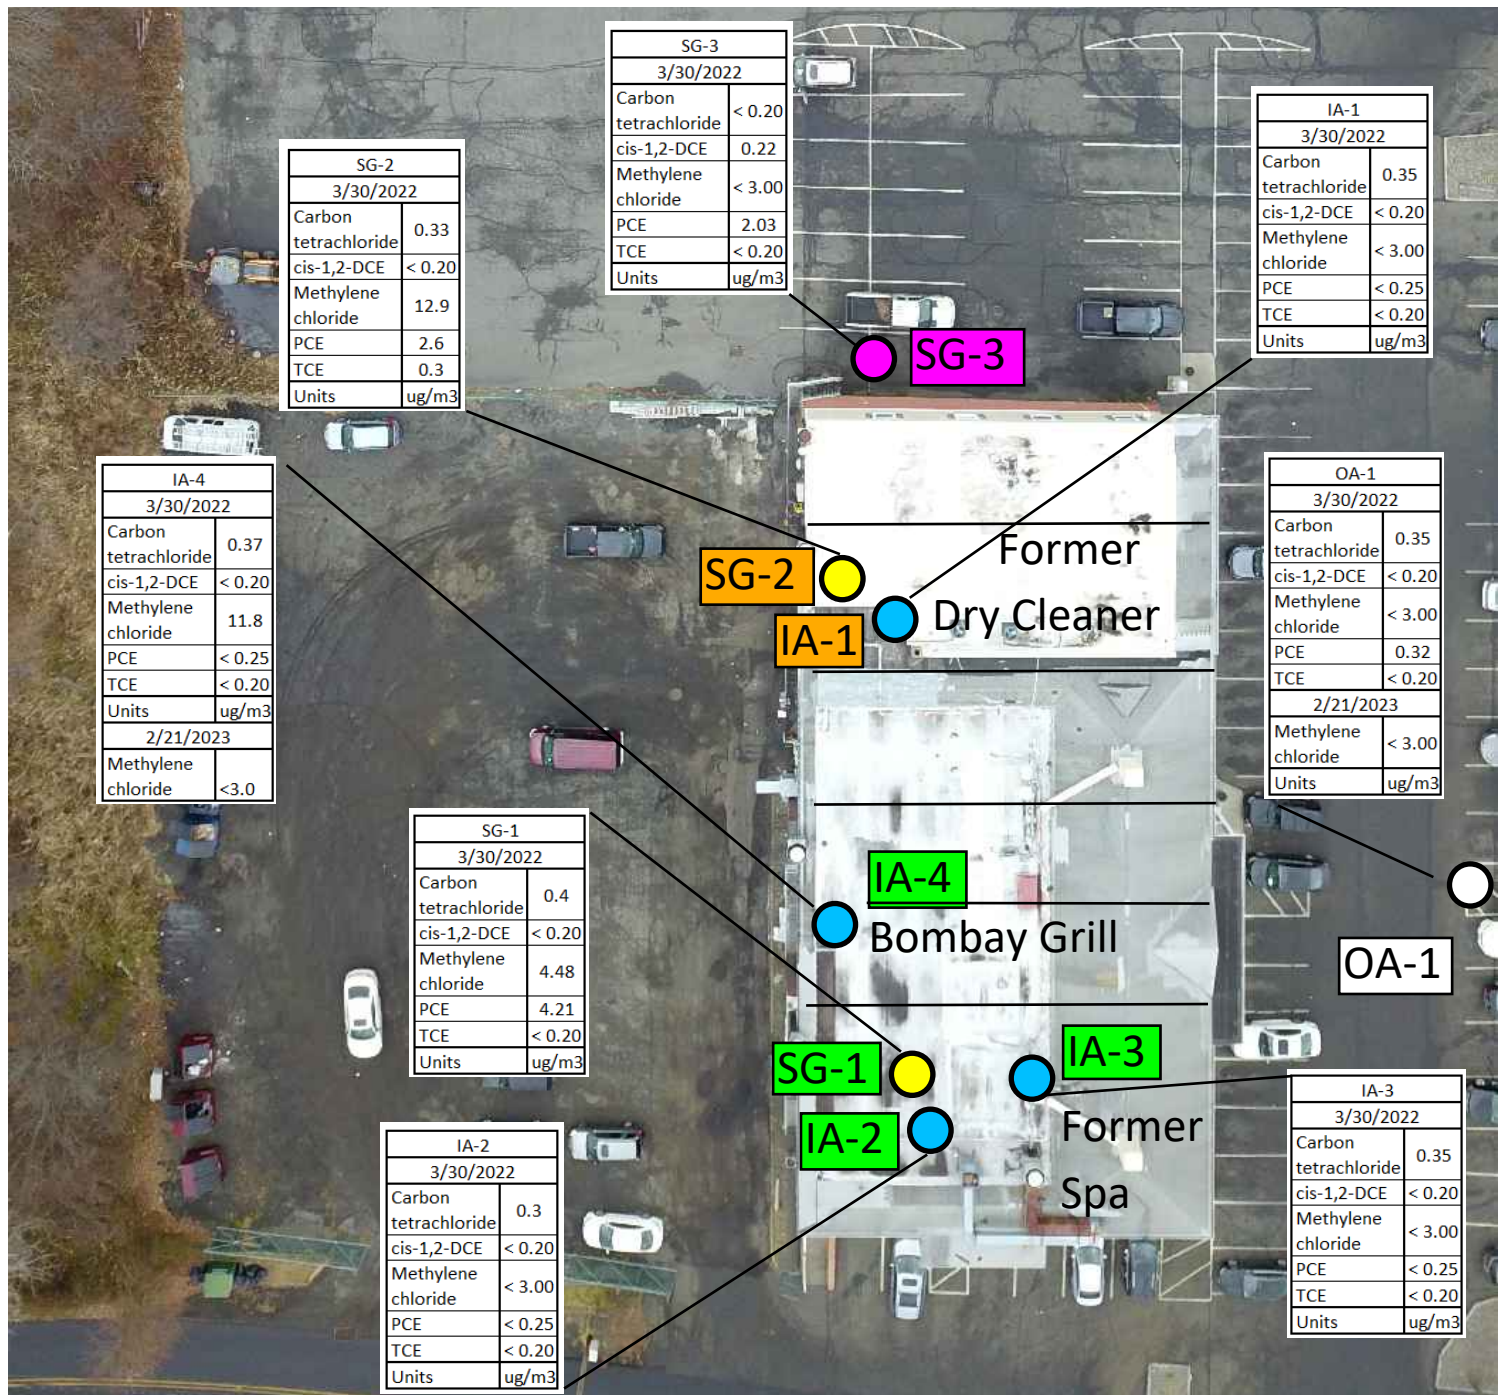 SG-3
3/30/2022
Carbon tetrachloride < 0.20
cis-1,2-DCE 0.22
Methylene chloride < 3.00
PCE 2.03
TCE < 0.20
Units ug/m3
IA-1
3/30/2022
Carbon tetrachloride 0.35
cis-1,2-DCE < 0.20
Methylene chloride < 3.00
PCE < 0.25
TCE < 0.20
Units ug/m3
SG-2
3/30/2022
Carbon tetrachloride 0.33
cis-1,2-DCE < 0.20
Methylene chloride 12.9
PCE 2.6
TCE 0.3
Units ug/m3
SG-3
IA-4
3/30/2022
Carbon tetrachloride 0.37
cis-1,2-DCE < 0.20
Methylene chloride 11.8
PCE < 0.25
TCE < 0.20
Units ug/m3
2/21/2023
Methylene chloride <3.0
OA-1
3/30/2022
Carbon tetrachloride 0.35
cis-1,2-DCE < 0.20
Methylene chloride < 3.00
PCE 0.32
TCE < 0.20
2/21/2023
Methylene chloride < 3.00
Units ug/m3
Former
Dry Cleaner
SG-2
IA-1
SG-1
3/30/2022
Carbon tetrachloride 0.4
cis-1,2-DCE < 0.20
Methylene chloride 4.48
PCE 4.21
TCE < 0.20
Units ug/m3
IA-4
Bombay Grill
OA-1
SG-1
IA-3
IA-2
Former
Spa
IA-2
3/30/2022
Carbon tetrachloride 0.3
cis-1,2-DCE < 0.20
Methylene chloride < 3.00
PCE < 0.25
TCE < 0.20
Units ug/m3
IA-3
3/30/2022
Carbon tetrachloride 0.35
cis-1,2-DCE < 0.20
Methylene chloride < 3.00
PCE < 0.25
TCE < 0.20
Units ug/m3